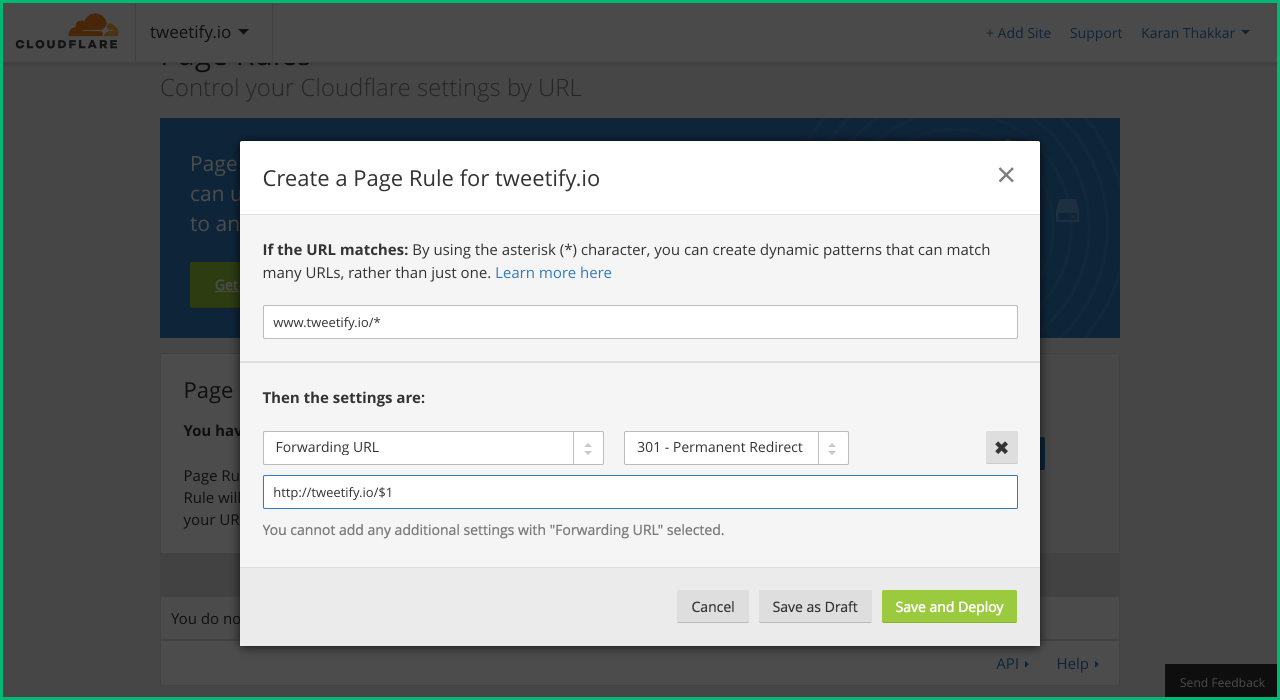 CLOUDFLARE
tweetify.io
+ Add Site Support Karan Thakkar
Page Rules
Control your Cloudflare settings by URL
Page
can u
to an
Get
Create a Page Rule for tweetify.io
If the URL matches: By using the asterisk (*) character, you can create dynamic patterns that can match
many URLs, rather than just one. Learn more here
www.tweetify.io/*
Page
You hav
Page Ru
Rule will
your UR
Then the settings are:
Forwarding URL 301 - Permanent Redirect
http://tweetify.io/$1
You cannot add any additional settings with "Forwarding URL" selected.
Cancel Save as Draft Save and Deploy
You do no
API Help
Send Feedback